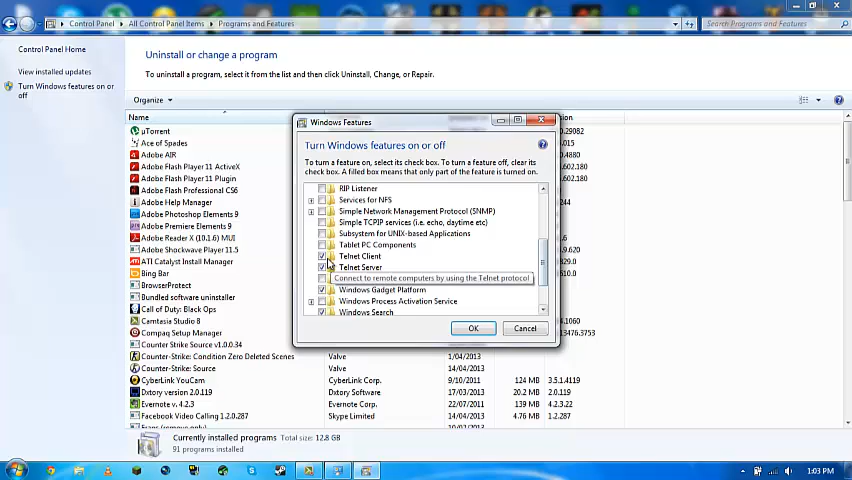 Control Panel ▸ All Control Panel Items ▸ Programs and Features
Search Programs and Features
Control Panel Home
View installed updates
Turn Windows features on or
off
Uninstall or change a program
To uninstall a program, select it from the list and then click Uninstall, Change, or Repair.
Organize
Name
µTorrent
Ace of Spades
Adobe AIR
Adobe Flash Player 11 ActiveX
Adobe Flash Player 11 Plugin
Adobe Flash Professional CS6
Adobe Help Manager
Adobe Photoshop Elements 9
Adobe Premiere Elements 9
Adobe Reader X (10.1.6) MUI
Adobe Shockwave Player 11.5
ATI Catalyst Install Manager
Bing Bar
BrowserProtect
Bundled software uninstaller
Call of Duty: Black Ops
Camtasia Studio 8
Compaq Setup Manager
Counter-Strike Source v1.0.0.34
Counter-Strike: Condition Zero Deleted Scenes Valve 1/04/2013
Counter-Strike: Source Valve 14/04/2013
CyberLink YouCam CyberLink Corp. 9/10/2011 124 MB 3.5.1.4119
Dxtory version 2.0.119 Dxtory Software 17/03/2013 20.2 MB 2.0.119
Evernote v. 4.2.3 Evernote Corp. 22/07/2011 99 MB 4.2.3.22
Facebook Video Calling 1.2.0.287 Skype Limited 14/04/2013 4.76 MB 1.2.287
Windows Features
Turn Windows features on or off
To turn a feature on, select its check box. To turn a feature off, clear its
check box. A filled box means that only part of the feature is turned on.
RIP Listener
Services for NFS
Simple Network Management Protocol (SNMP)
Simple TCPIP services (i.e. echo, daytime etc)
Subsystem for UNIX-based Applications
Tablet PC Components
Telnet Client
Telnet Server
Connect to remote computers by using the Telnet protocol
Windows Gadget Platform
Windows Process Activation Service
Windows Search
OK
Cancel
Currently installed programs Total size: 12.8 GB
91 programs installed
1:03 PM